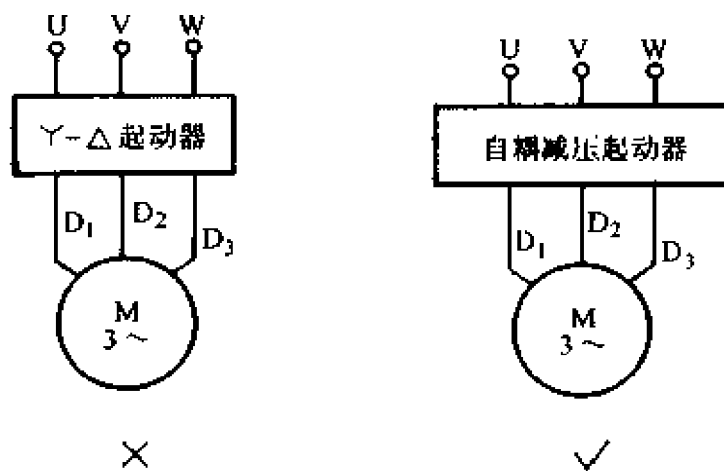 U V W
Y-△起动器
D1 D2 D3
M
3～
×
U V W
自耦减压起动器
D1 D2 D3
M
3～
✓